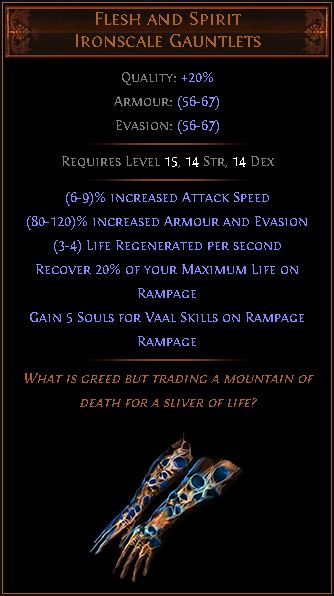 Flesh and Spirit
Ironscale Gauntlets
Quality: +20%
Armour: (56-67)
Evasion: (56-67)
Requires Level 15, 14 Str, 14 Dex
(6-9)% increased Attack Speed
(80-120)% increased Armour and Evasion
(3-4) Life Regenerated per second
Recover 20% of your Maximum Life on
Rampage
Gain 5 Souls for Vaal Skills on Rampage
Rampage
What is greed but trading a mountain of
death for a sliver of life?